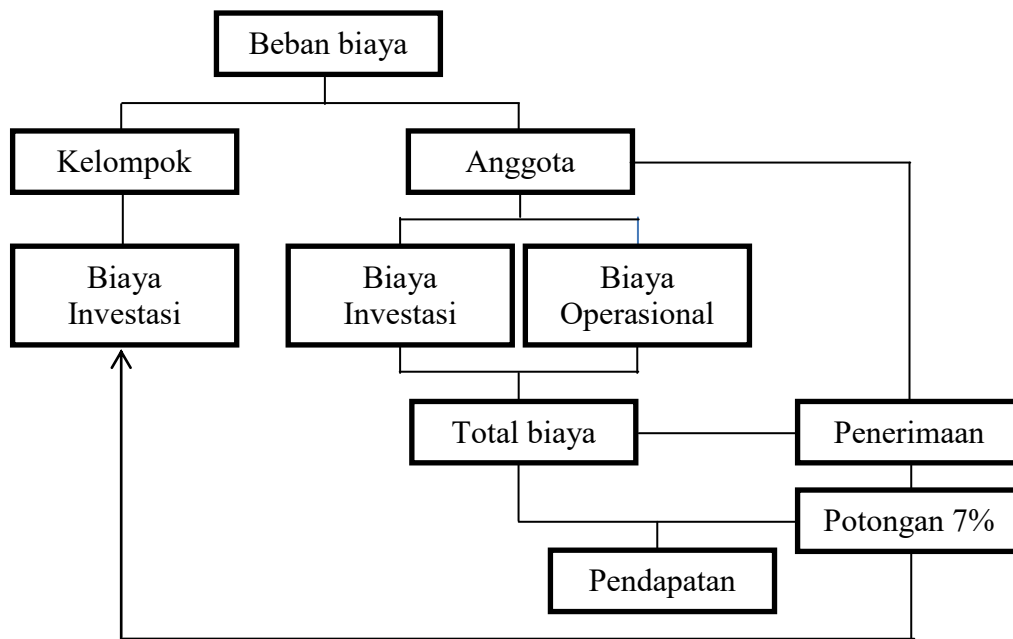 Beban biaya
Kelompok
Anggota
Biaya
Investasi
Biaya
Investasi
Biaya
Operasional
Total biaya
Penerimaan
Potongan 7%
Pendapatan